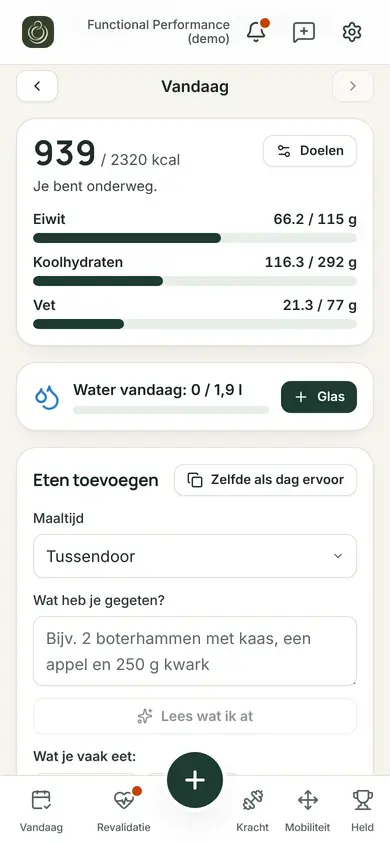 Functional Performance
(demo)
Vandaag
939 / 2320 kcal
Doelen
Je bent onderweg.
Eiwit 66.2 / 115 g
Koolhydraten 116.3 / 292 g
Vet 21.3 / 77 g
Water vandaag: 0 / 1,9 l
Glas
Eten toevoegen
Zelfde als dag ervoor
Maaltijd
Tussendoor
Wat heb je gegeten?
Bijv. 2 boterhammen met kaas, een
appel en 250 g kwark
Lees wat ik at
Wat je vaak eet:
Vandaag
Revalidatie
Kracht
Mobiliteit
Held